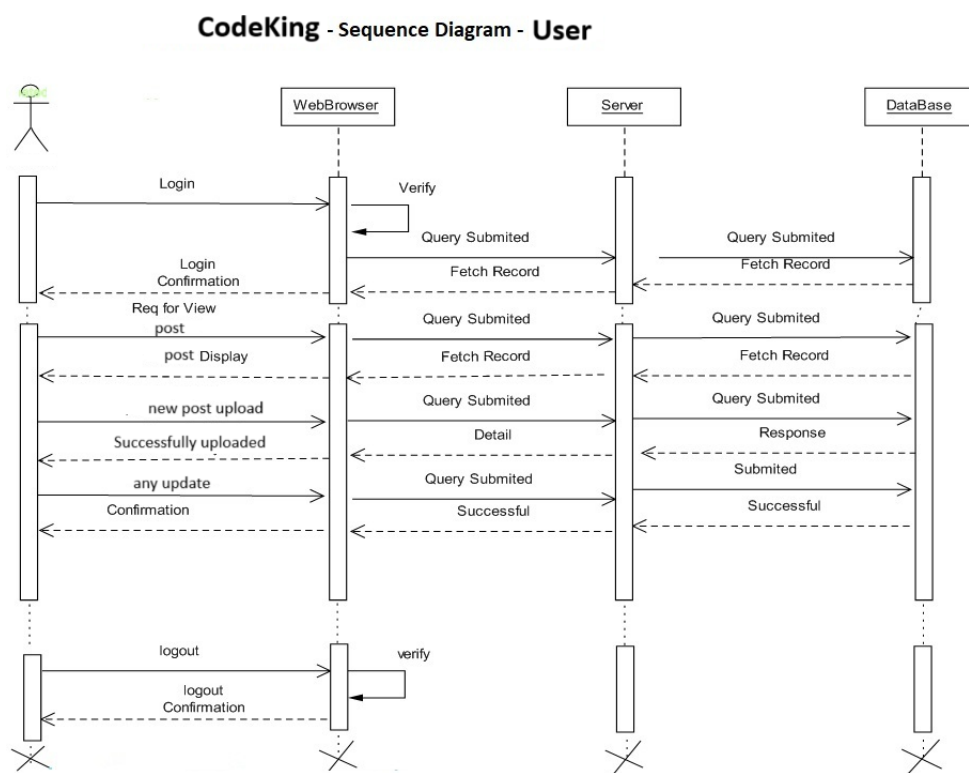 CodeKing - Sequence Diagram - User
WebBrowser
Server
DataBase
Login
Verify
Query Submited
Query Submited
Login
Confirmation
Fetch Record
Fetch Record
Req for View
post
Query Submited
Query Submited
post Display
Fetch Record
Fetch Record
new post upload
Query Submited
Query Submited
Successfully uploaded
Detail
Response
any update
Query Submited
Submited
Confirmation
Successful
Successful
logout
verify
logout
Confirmation